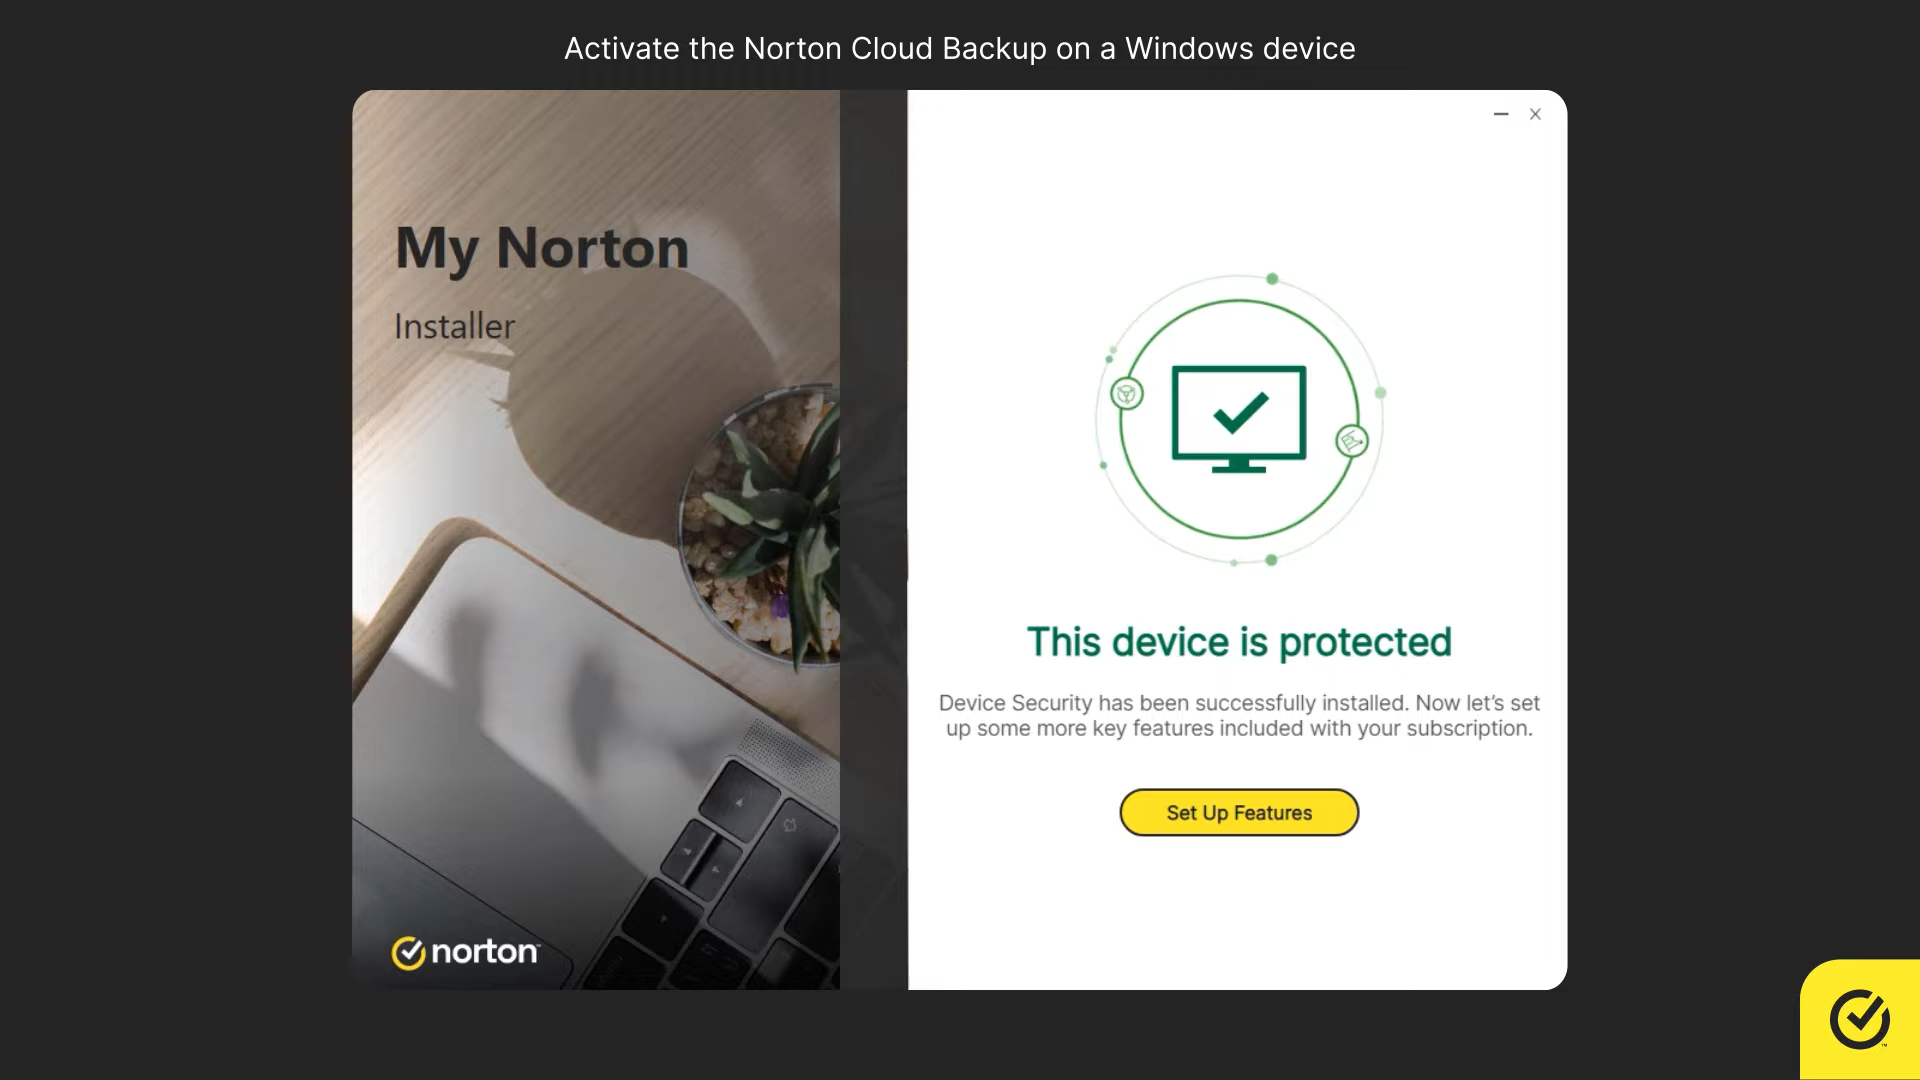 Activate the Norton Cloud Backup on a Windows device
My Norton
Installer
norton
This device is protected
Device Security has been successfully installed. Now let’s set
up some more key features included with your subscription.
Set Up Features